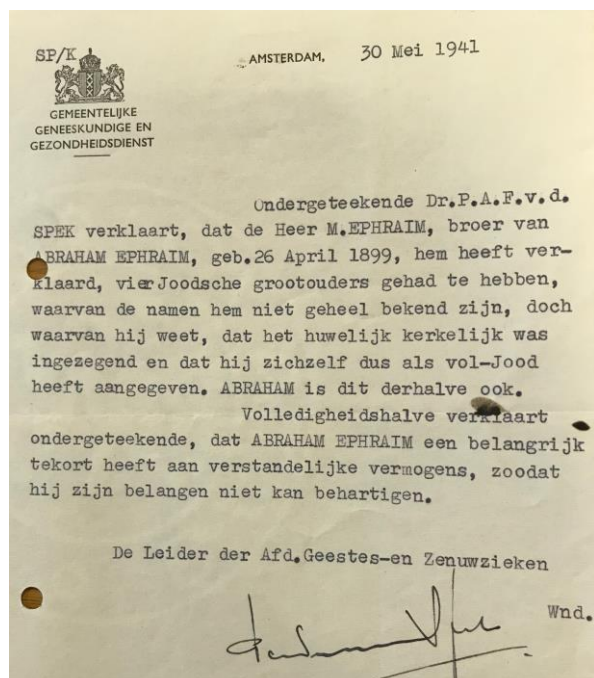 SP/K
AMSTERDAM, 30 Mei 1941
GEMEENTELIJKE
GENEESKUNDIGE EN
GEZONDHEIDSDIENST
Ondergeteekende Dr.P.A.F.v.d.
SPEK verklaart, dat de Heer M.EPHRAIM, broer van
ABRAHAM EPHRAIM, geb.26 April 1899, hem heeft ver-
klaard, vier Joodsche grootouders gehad te hebben,
waarvan de namen hem niet geheel bekend zijn, doch
waarvan hij weet, dat het huwelijk kerkelijk was
ingezegend en dat hij zichzelf dus als vol-Jood
heeft aangegeven. ABRAHAM is dit derhalve ook.
Volledigheidshalve verklaart
ondergeteekende, dat ABRAHAM EPHRAIM een belangrijk
tekort heeft aan verstandelijke vermogens, zoodat
hij zijn belangen niet kan behartigen.
De Leider der Afd.Geestes-en Zenuwzieken
Wnd.